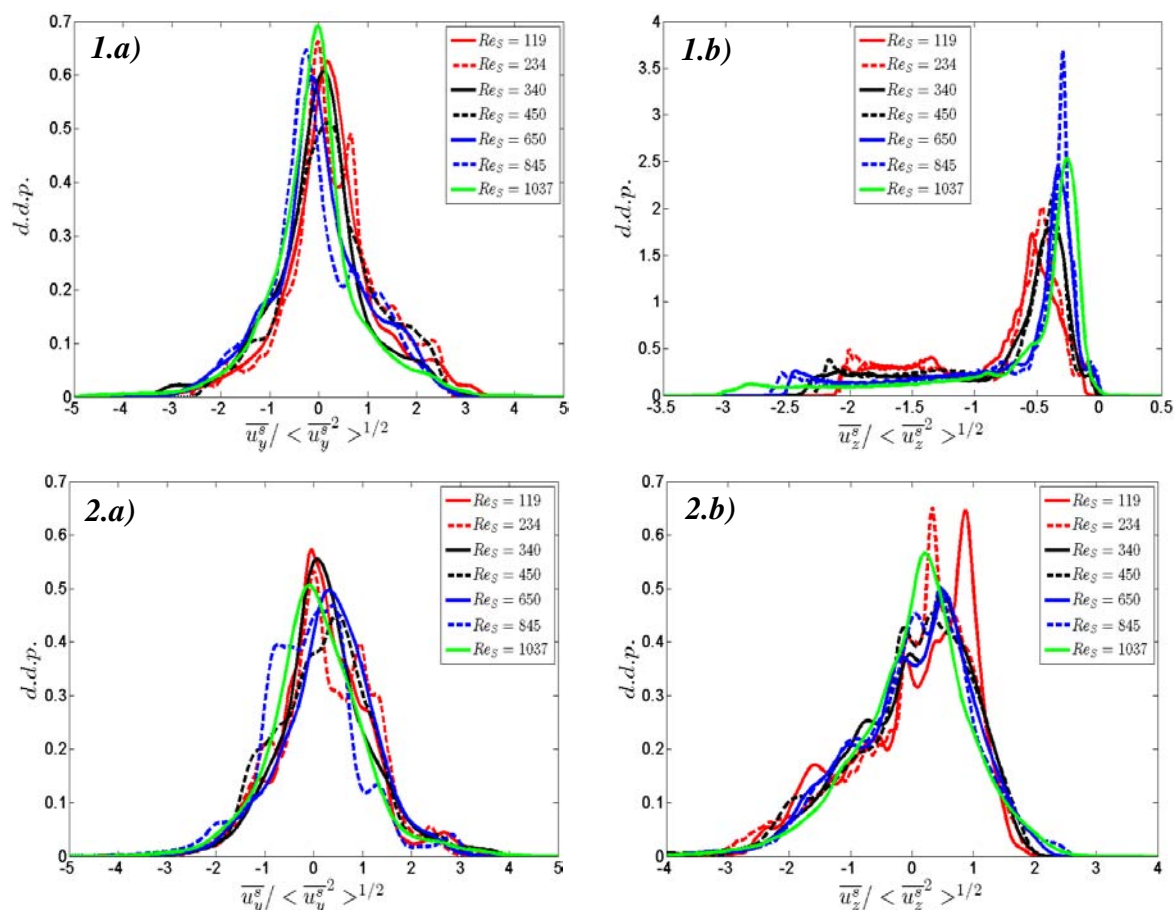 1.a)
0.7
0.6
0.5
0.4
0.3
0.2
0.1
0
d.d.p.
-5 -4 -3 -2 -1 0 1 2 3 4 5
$\overline{u_y^s}/<\overline{u_y^s}^2>^{1/2}$
Re_S = 119
Re_S = 234
Re_S = 340
Re_S = 450
Re_S = 650
Re_S = 845
Re_S = 1037
1.b)
4
3.5
3
2.5
2
1.5
1
0.5
0
d.d.p.
-3.5 -3 -2.5 -2 -1.5 -1 -0.5 0 0.5
$\overline{u_z^s}/<\overline{u_z^s}^2>^{1/2}$
Re_S = 119
Re_S = 234
Re_S = 340
Re_S = 450
Re_S = 650
Re_S = 845
Re_S = 1037
2.a)
0.7
0.6
0.5
0.4
0.3
0.2
0.1
0
d.d.p.
-5 -4 -3 -2 -1 0 1 2 3 4 5
$\overline{u_y^s}/<\overline{u_y^s}^2>^{1/2}$
Re_S = 119
Re_S = 234
Re_S = 340
Re_S = 450
Re_S = 650
Re_S = 845
Re_S = 1037
2.b)
0.7
0.6
0.5
0.4
0.3
0.2
0.1
0
d.d.p.
-4 -3 -2 -1 0 1 2 3 4
$\overline{u_z^s}/<\overline{u_z^s}^2>^{1/2}$
Re_S = 119
Re_S = 234
Re_S = 340
Re_S = 450
Re_S = 650
Re_S = 845
Re_S = 1037